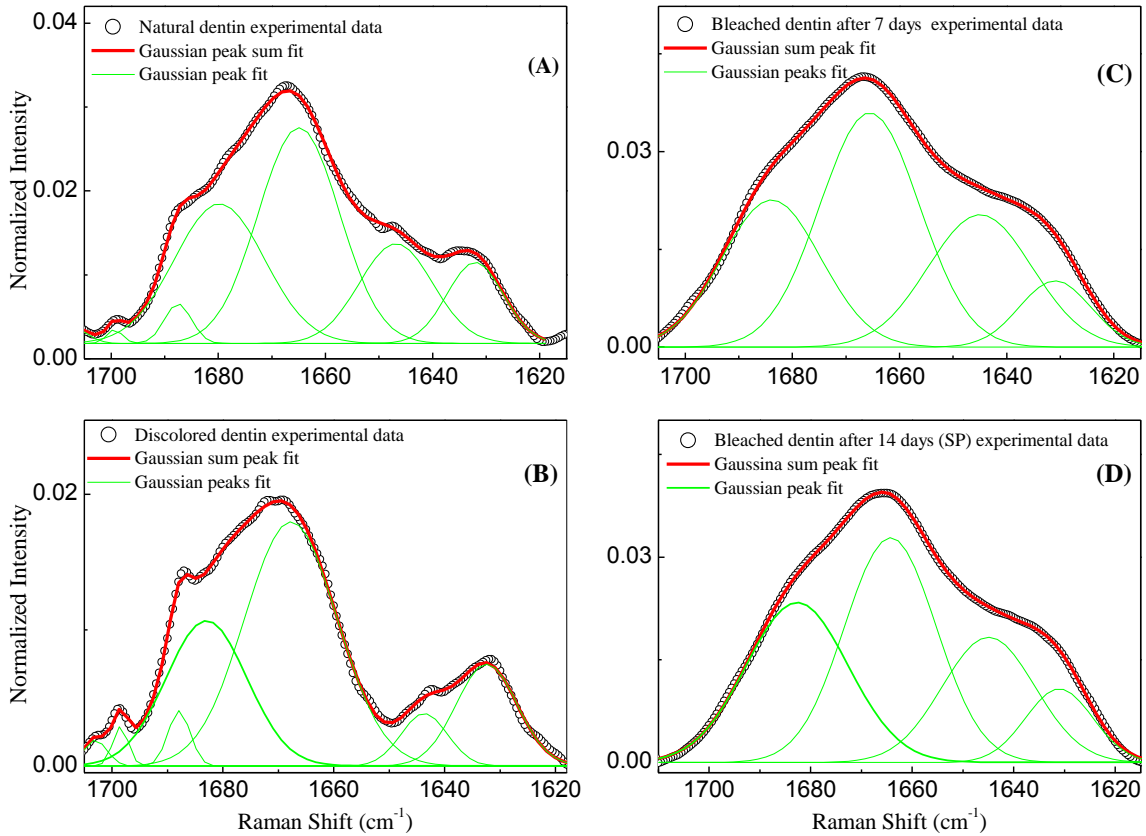 0.04
0.02
0.00
Normalized Intensity
Natural dentin experimental data
Gaussian peak sum fit
Gaussian peak fit
(A)
1700 1680 1660 1640 1620
Bleached dentin after 7 days experimental data
Gaussian sum peak fit
Gaussian peaks fit
(C)
0.03
0.00
1700 1680 1660 1640 1620
Discolored dentin experimental data
Gaussian sum peak fit
Gaussian peaks fit
(B)
0.02
0.00
Normalized Intensity
1700 1680 1660 1640 1620
Raman Shift (cm-1)
Bleached dentin after 14 days (SP) experimental data
Gaussina sum peak fit
Gaussian peak fit
(D)
0.03
0.00
1700 1680 1660 1640 1620
Raman Shift (cm-1)